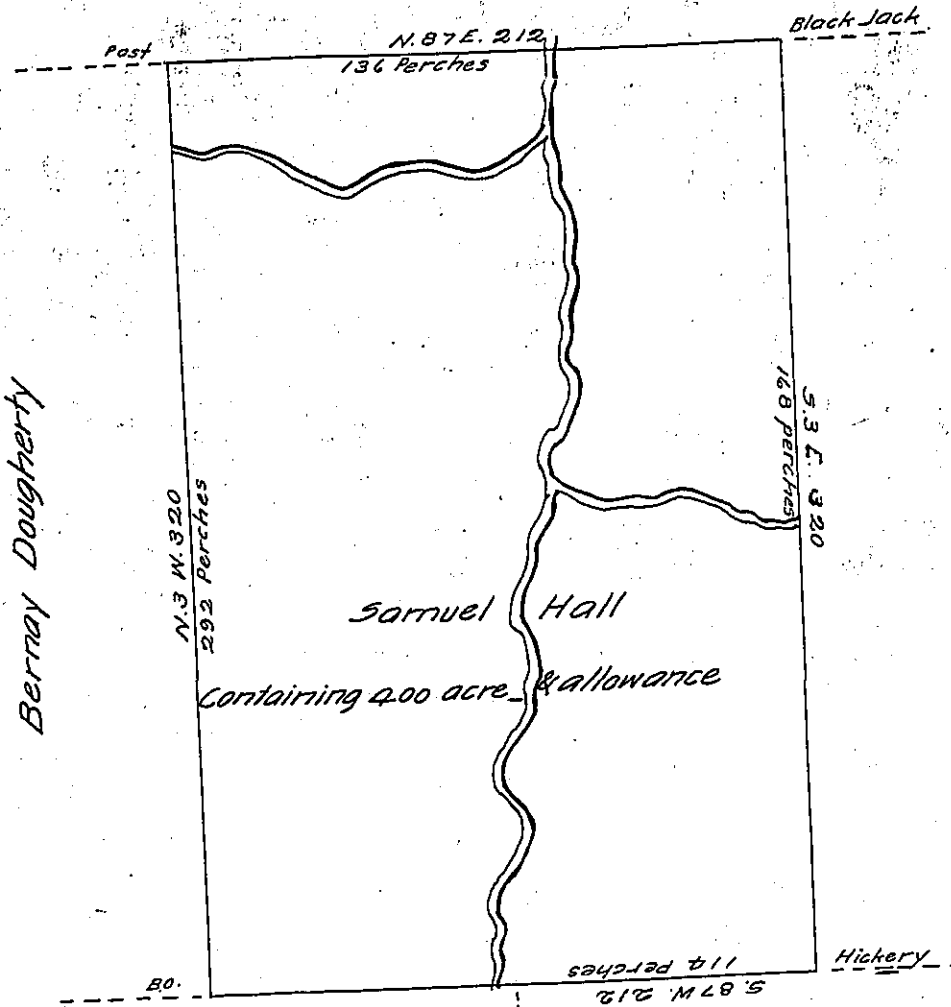 Post
N.87E. 212
136 Perches
Black Jack
Bernay Dougherty
N.3 W.320
292 Perches
S.3 E. 320
168 perches
Samuel Hall
Containing 400 acre & allowance
B.O.
114 perches
S.87W. 212
Hickery